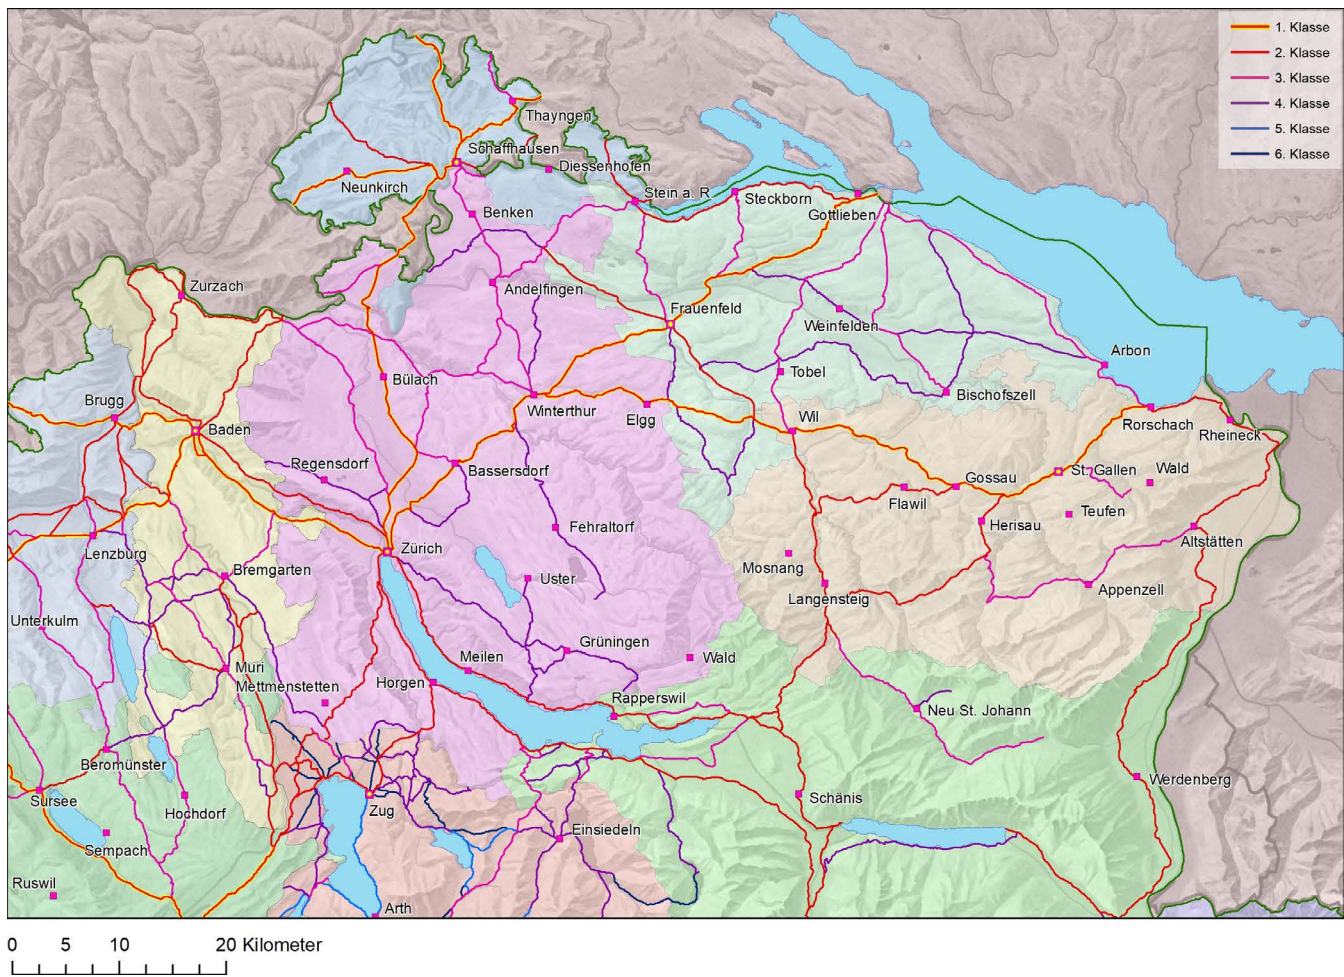 1. Klasse
2. Klasse
3. Klasse
4. Klasse
5. Klasse
6. Klasse
Thayngen
Schaffhausen
Diessenhofen
Neunkirch
Stein a. R.
Steckborn
Benken
Gottlieben
Zurzach
Andelfingen
Frauenfeld
Weinfelden
Arbon
Bülach
Tobel
Bischofszell
Brugg
Winterthur
Elgg
Wil
Rorschach
Rheineck
Baden
Regensdorf
Bassersdorf
Gossau
St. Gallen
Wald
Flawil
Teufen
Fehraltorf
Herisau
Altstätten
Lenzburg
Zürich
Mosnang
Bremgarten
Uster
Langensteig
Appenzell
Unterkulm
Grüningen
Meilen
Wald
Muri
Mettmenstetten
Horgen
Rapperswil
Neu St. Johann
Beromünster
Werdenberg
Sursee
Hochdorf
Zug
Schänis
Einsiedeln
Sempach
Ruswil
Arth
0 5 10 20 Kilometer